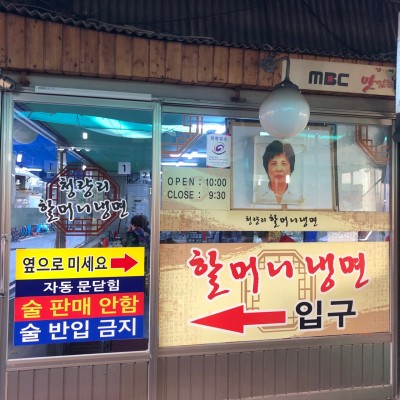 MBC
청량리
할머니냉면
OPEN : 10:00
CLOSE : 9:30
청량리할머니냉면
옆으로 미세요
자동 문닫힘
술 판매 안함
술 반입 금지
할머니냉면
입구